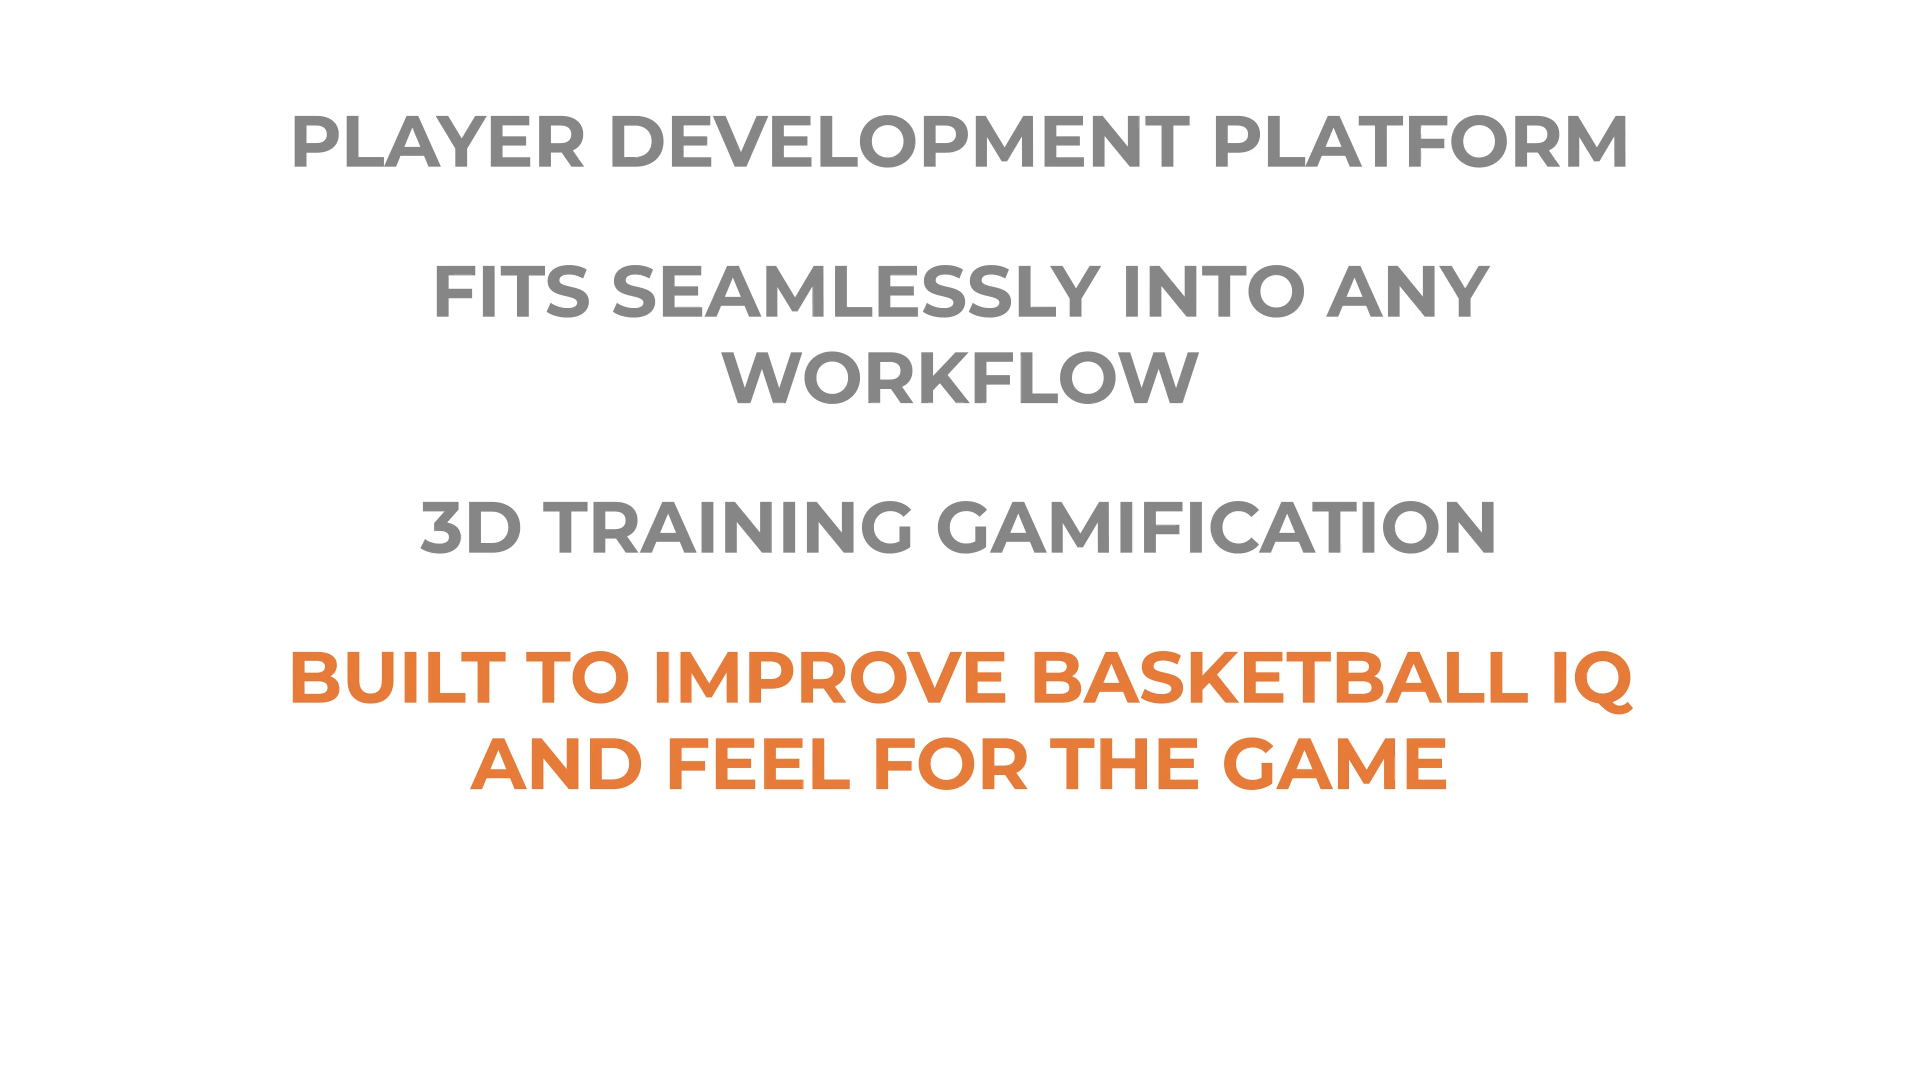 PLAYER DEVELOPMENT PLATFORM
FITS SEAMLESSLY INTO ANY
WORKFLOW
3D TRAINING GAMIFICATION
BUILT TO IMPROVE BASKETBALL IQ
AND FEEL FOR THE GAME